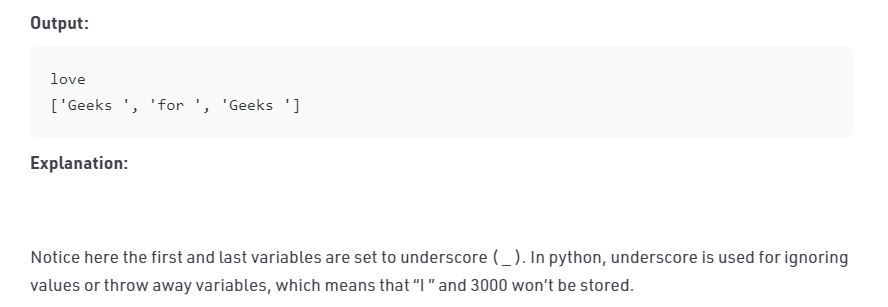 Output:
love
['Geeks ', 'for ', 'Geeks ']
Explanation:
Notice here the first and last variables are set to underscore (_). In python, underscore is used for ignoring
values or throw away variables, which means that “I ” and 3000 won’t be stored.